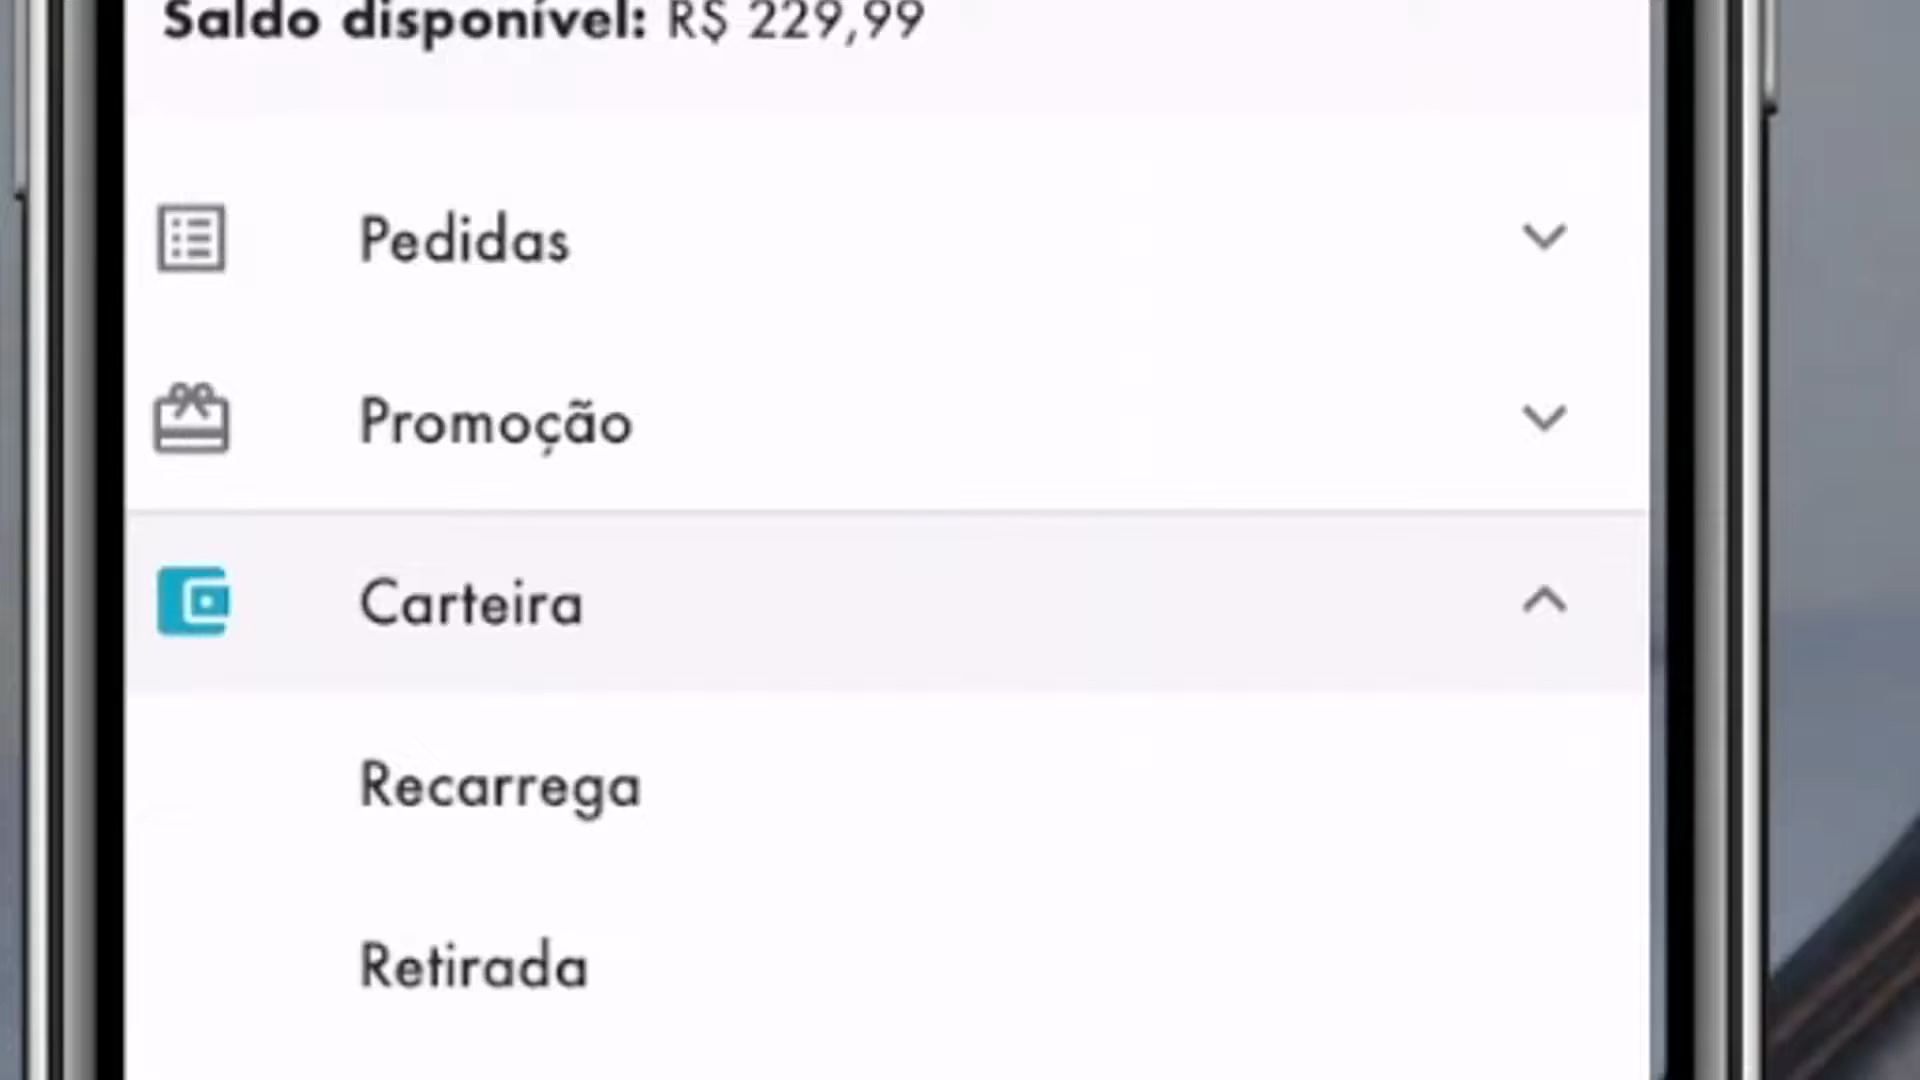 Saldo disponível: R$ 229,99
Pedidas
Promoção
Carteira
Recarrega
Retirada